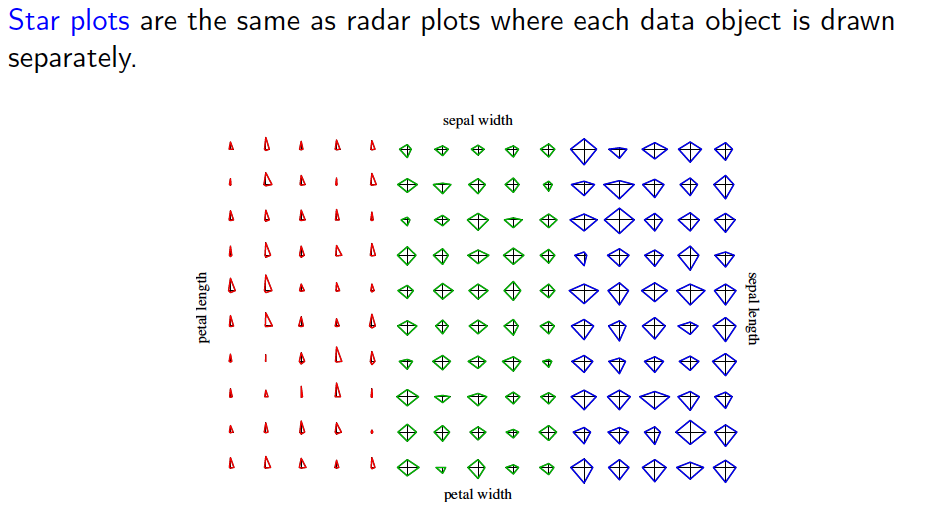 Star plots are the same as radar plots where each data object is drawn
separately.
sepal width
petal length
sepal length
petal width